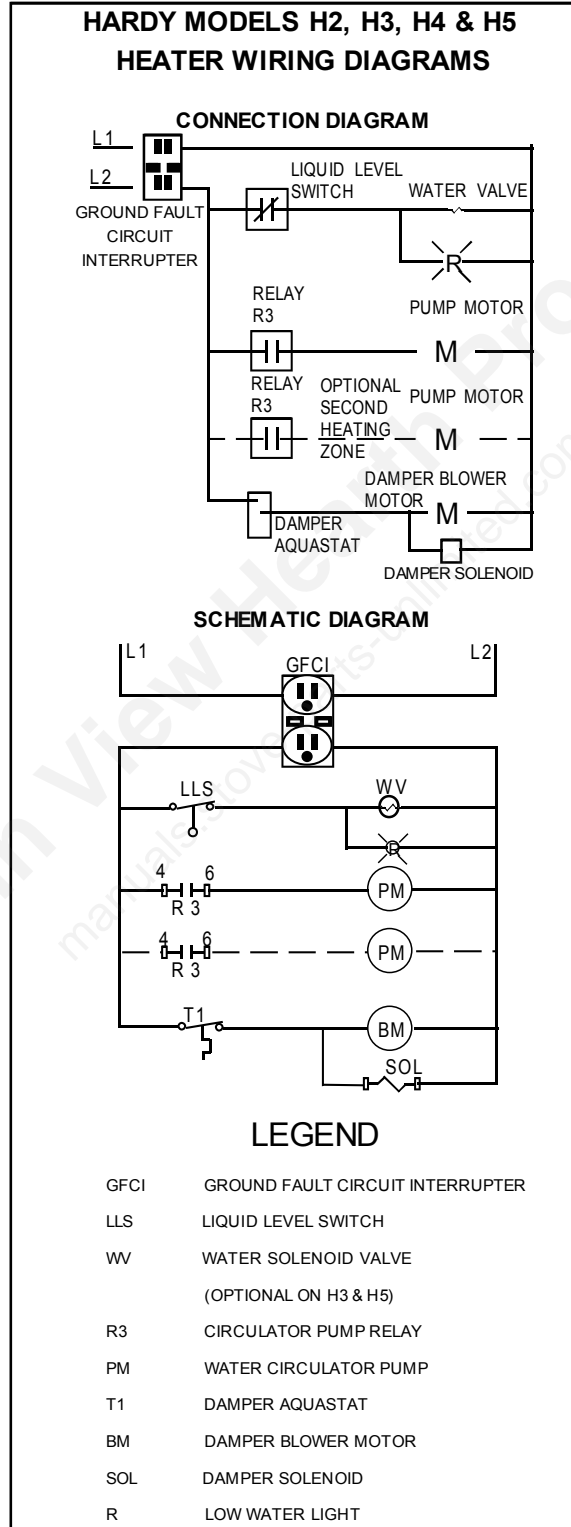 HARDY MODELS H2, H3, H4 & H5
HEATER WIRING DIAGRAMS
CONNECTION DIAGRAM
L1
L2
GROUND FAULT
CIRCUIT
INTERRUPTER
LIQUID LEVEL
SWITCH
WATER VALVE
R
RELAY
R3
PUMP MOTOR
M
RELAY
R3
OPTIONAL
SECOND
HEATING
ZONE
PUMP MOTOR
M
DAMPER BLOWER
MOTOR
M
DAMPER
AQUASTAT
DAMPER SOLENOID
SCHEMATIC DIAGRAM
L1
GFCI
L2
LLS
WV
R
4 6
R 3
PM
4 6
R 3
PM
T1
BM
SOL
LEGEND
GFCI GROUND FAULT CIRCUIT INTERRUPTER
LLS LIQUID LEVEL SWITCH
WV WATER SOLENOID VALVE
(OPTIONAL ON H3 & H5)
R3 CIRCULATOR PUMP RELAY
PM WATER CIRCULATOR PUMP
T1 DAMPER AQUASTAT
BM DAMPER BLOWER MOTOR
SOL DAMPER SOLENOID
R LOW WATER LIGHT